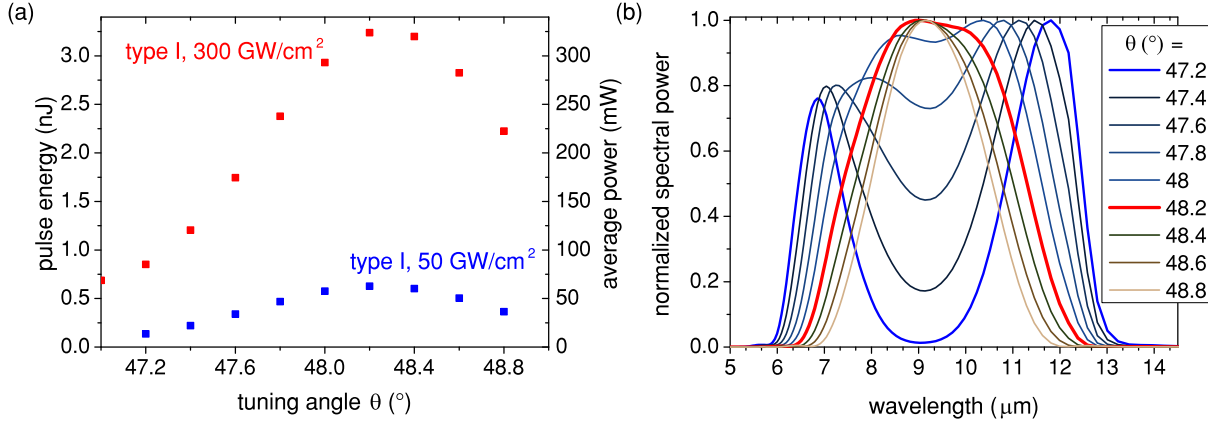 (a)
type I, 300 GW/cm²
type I, 50 GW/cm²
pulse energy (nJ)
3.0
2.5
2.0
1.5
1.0
0.5
0.0
average power (mW)
300
250
200
150
100
50
0
47.2 47.6 48.0 48.4 48.8
tuning angle θ (°)
(b)
normalized spectral power
1.0
0.8
0.6
0.4
0.2
0.0
5 6 7 8 9 10 11 12 13 14
wavelength (μm)
θ (°) =
47.2
47.4
47.6
47.8
48
48.2
48.4
48.6
48.8